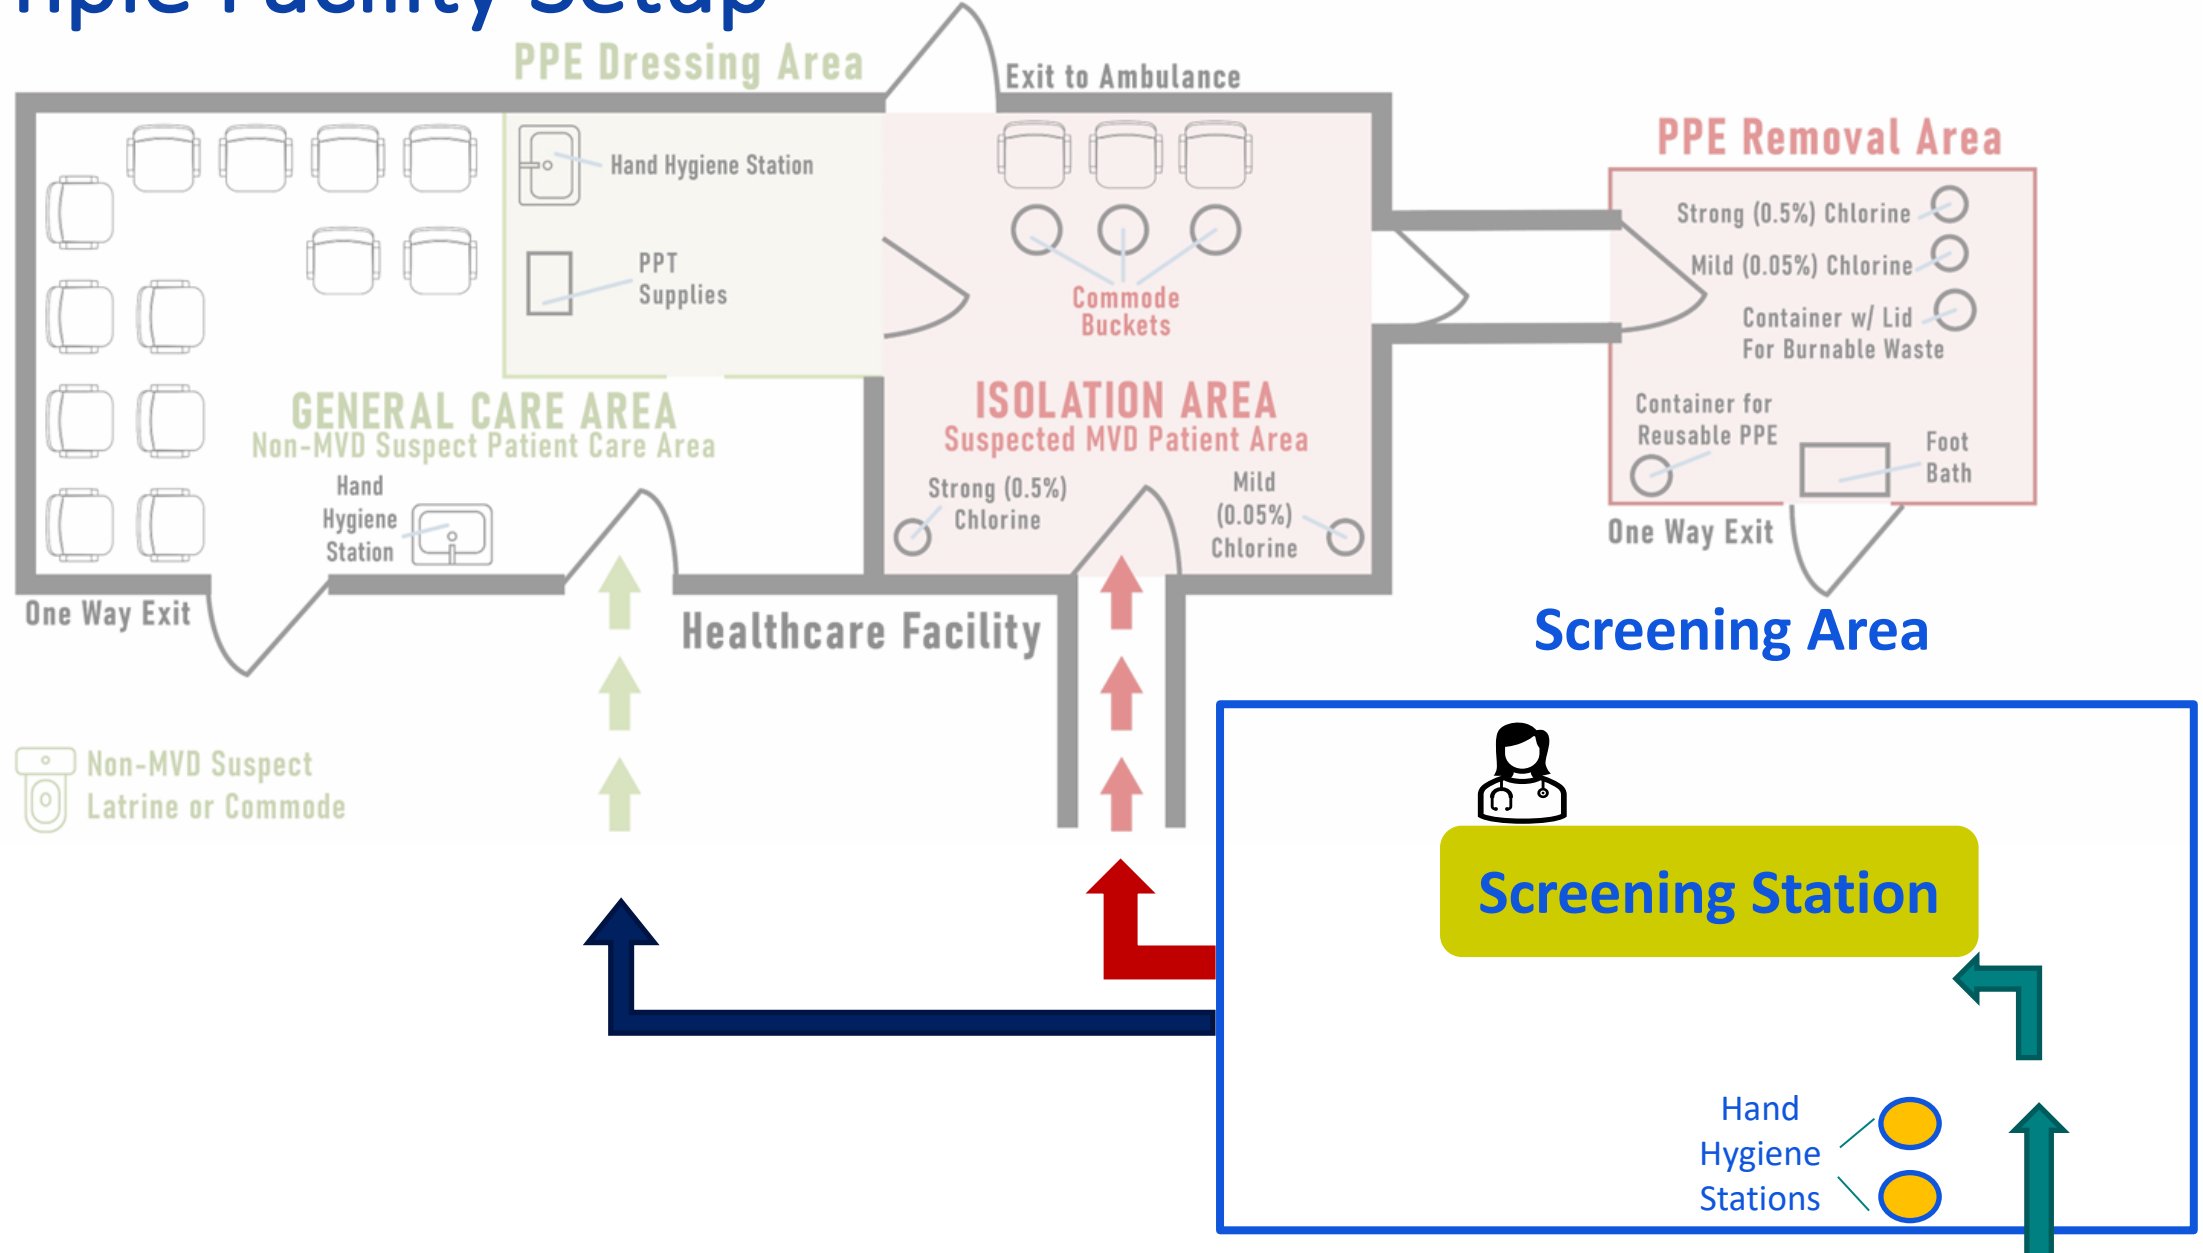 Facility Setup
PPE Dressing Area
Exit to Ambulance
PPE Removal Area
Hand Hygiene Station
PPT
Supplies
Commode
Buckets
Strong (0.5%) Chlorine
Mild (0.05%) Chlorine
Container w/ Lid
For Burnable Waste
GENERAL CARE AREA
Non-MVD Suspect Patient Care Area
ISOLATION AREA
Suspected MVD Patient Area
Container for
Reusable PPE
Foot
Bath
Hand
Hygiene
Station
Strong (0.5%)
Chlorine
Mild
(0.05%)
Chlorine
One Way Exit
One Way Exit
Healthcare Facility
Screening Area
Non-MVD Suspect
Latrine or Commode
Screening Station
Hand
Hygiene
Stations